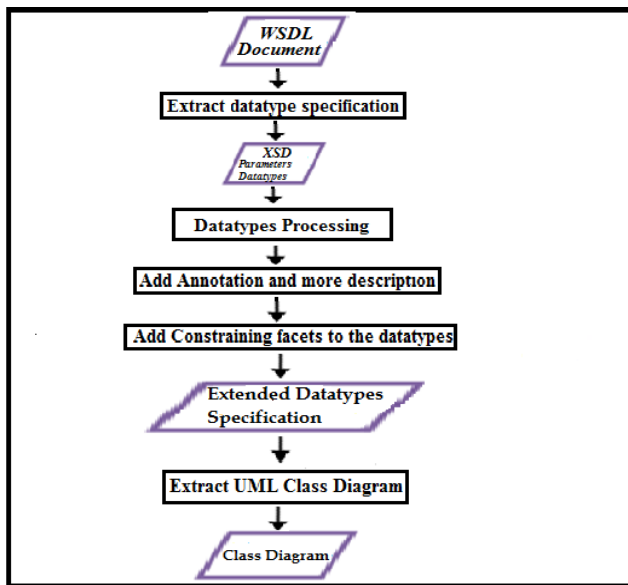 WSDL
Document
Extract datatype specification
XSD
Parameters
Datatypes
Datatypes Processing
Add Annotation and more description
Add Constraining facets to the datatypes
Extended Datatypes
Specification
Extract UML Class Diagram
Class Diagram